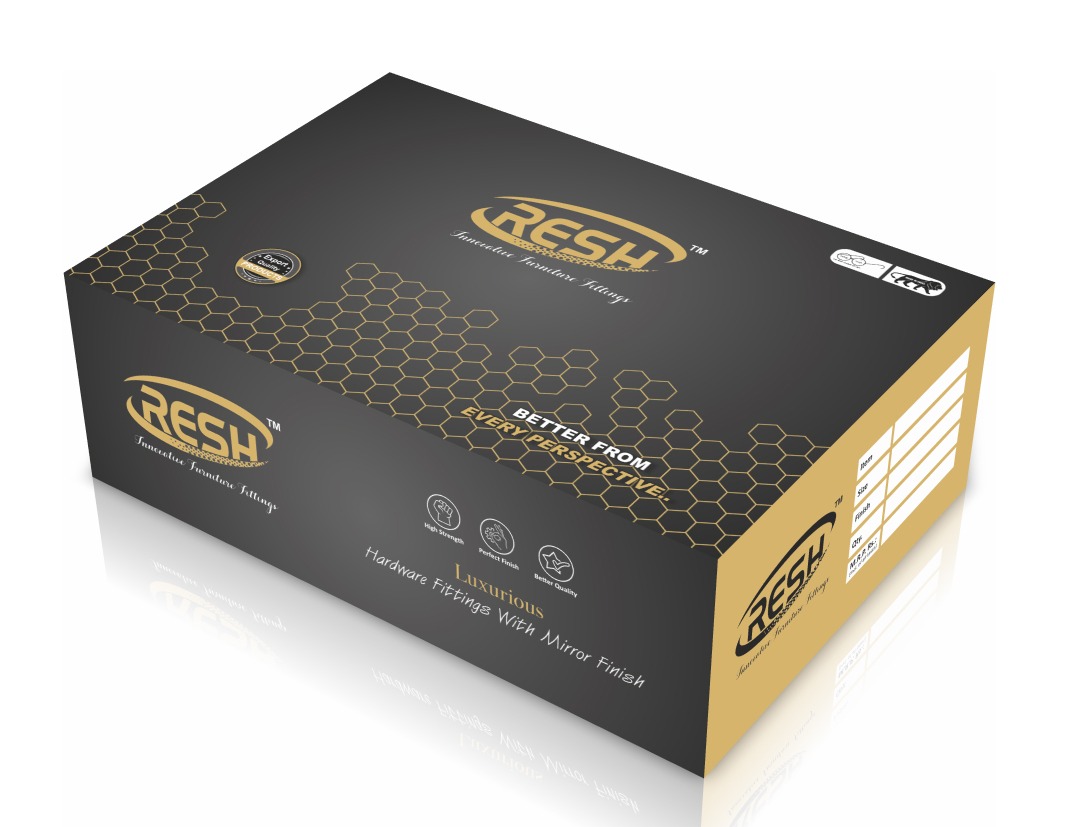 RESH TM
Innovative Furniture Fittings
Export
Quality
PRODUCTS
BETTER FROM
EVERY PERSPECTIVE..
RESH TM
Innovative Furniture Fittings
High Strength
Perfect Finish
Better Quality
Luxurious
Hardware Fittings With Mirror Finish
RESH TM
Innovative Furniture Fittings
Item
Size
Finish
Qty.
M.R.P. Rs.: